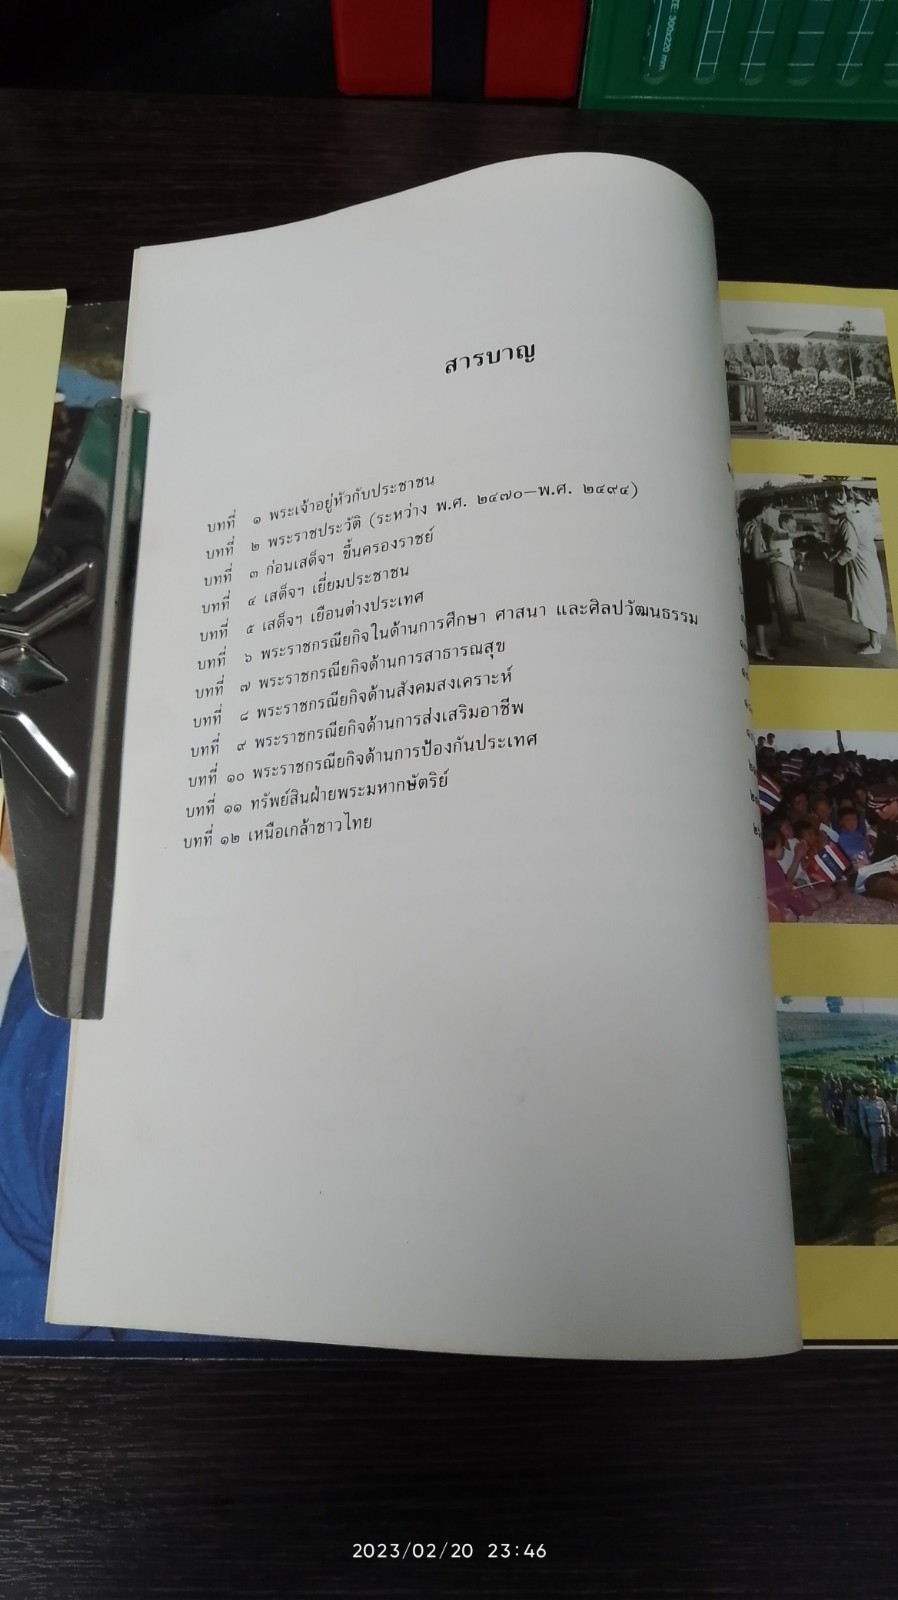 SIZE: 300x220 mm
สารบาญ
บทที่ ๑ พระเจ้าอยู่หัวกับประชาชน
บทที่ ๒ พระราชประวัติ (ระหว่าง พ.ศ. ๒๔๗๐–พ.ศ. ๒๔๙๔)
บทที่ ๓ ก่อนเสด็จฯ ขึ้นครองราชย์
บทที่ ๔ เสด็จฯ เยี่ยมประชาชน
บทที่ ๕ เสด็จฯ เยือนต่างประเทศ
บทที่ ๖ พระราชกรณียกิจในด้านการศึกษา ศาสนา และศิลปวัฒนธรรม
บทที่ ๗ พระราชกรณียกิจด้านการสาธารณสุข
บทที่ ๘ พระราชกรณียกิจด้านสังคมสงเคราะห์
บทที่ ๙ พระราชกรณียกิจด้านการส่งเสริมอาชีพ
บทที่ ๑๐ พระราชกรณียกิจด้านการป้องกันประเทศ
บทที่ ๑๑ ทรัพย์สินฝ่ายพระมหากษัตริย์
บทที่ ๑๒ เหนือเกล้าชาวไทย
2023/02/20 23:46